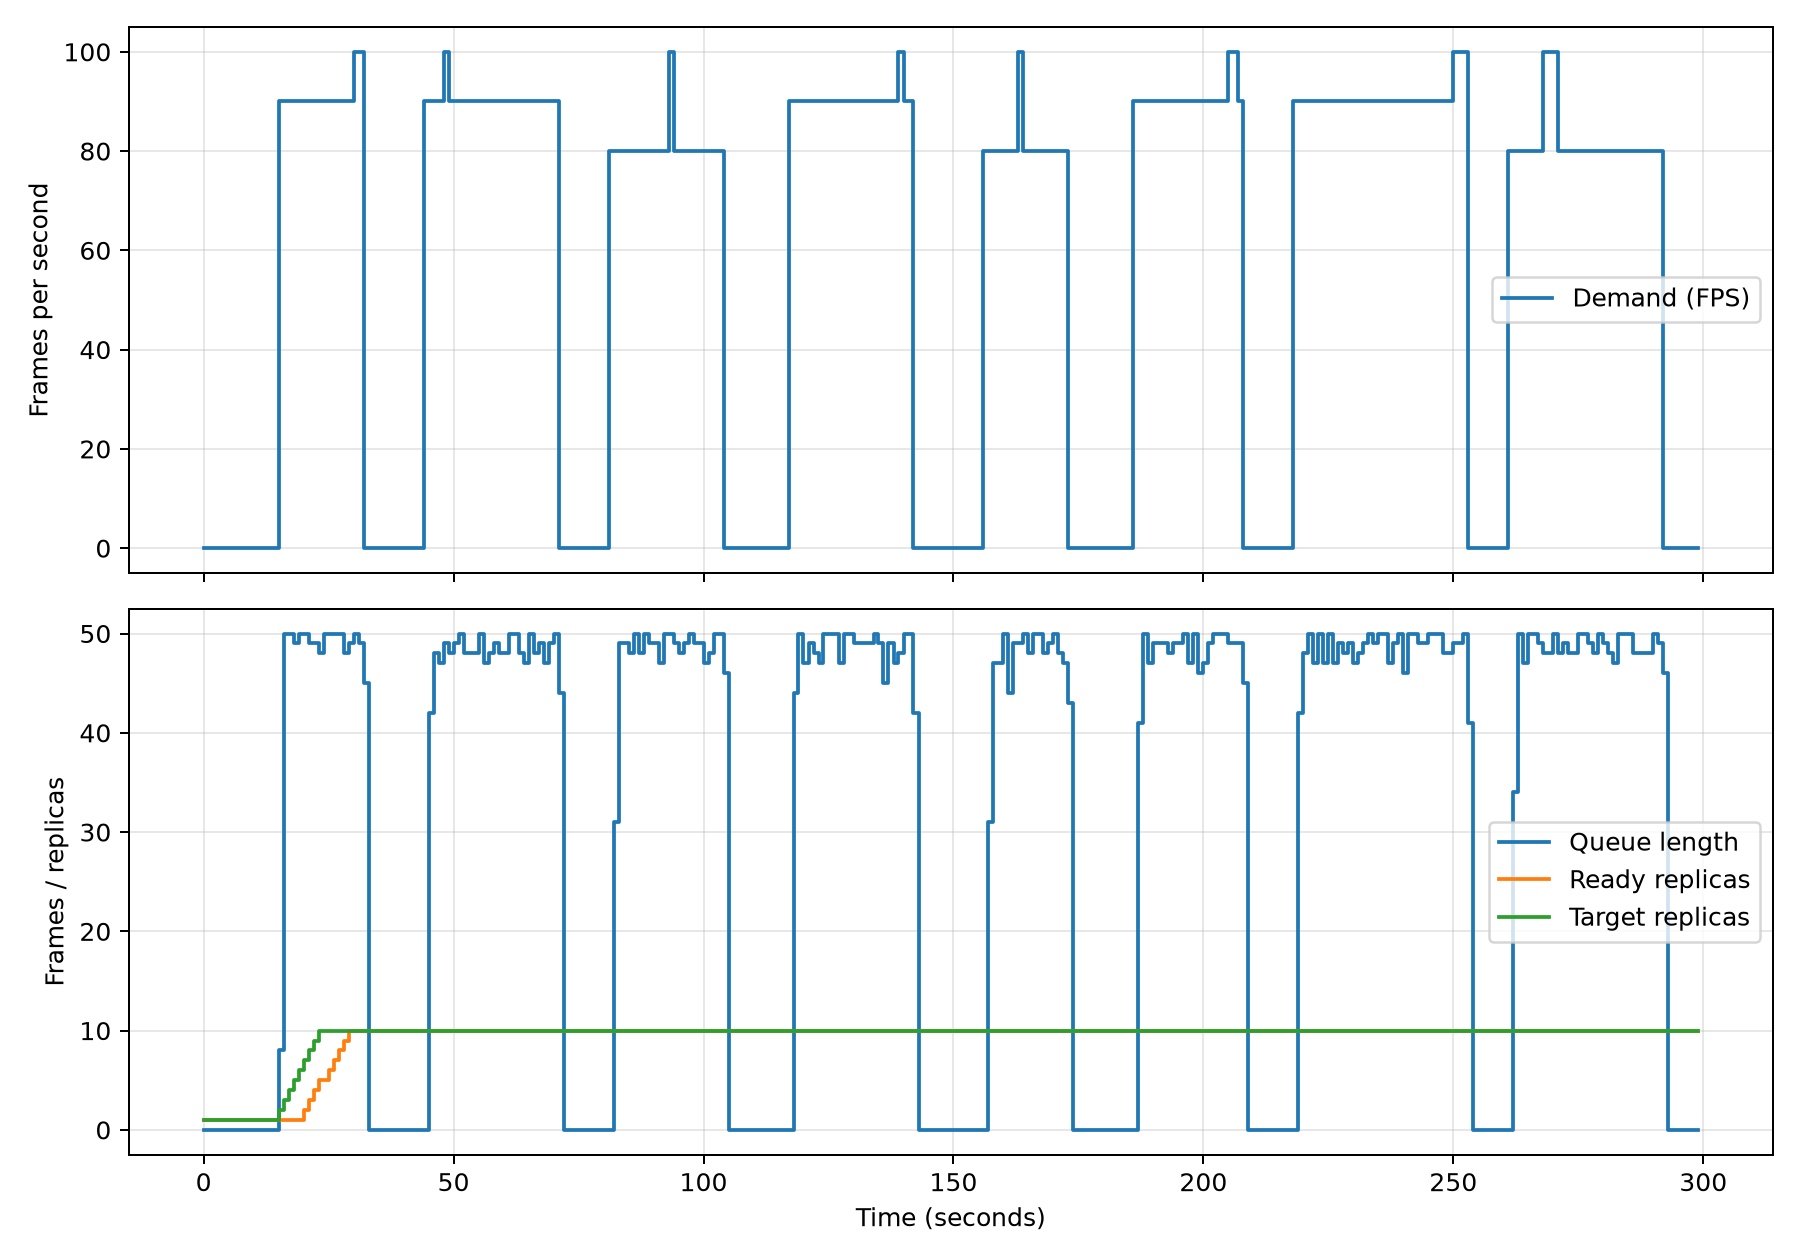 100
80
60
40
20
0
Frames per second
Demand (FPS)
50
40
30
20
10
0
Frames / replicas
Queue length
Ready replicas
Target replicas
0 50 100 150 200 250 300
Time (seconds)